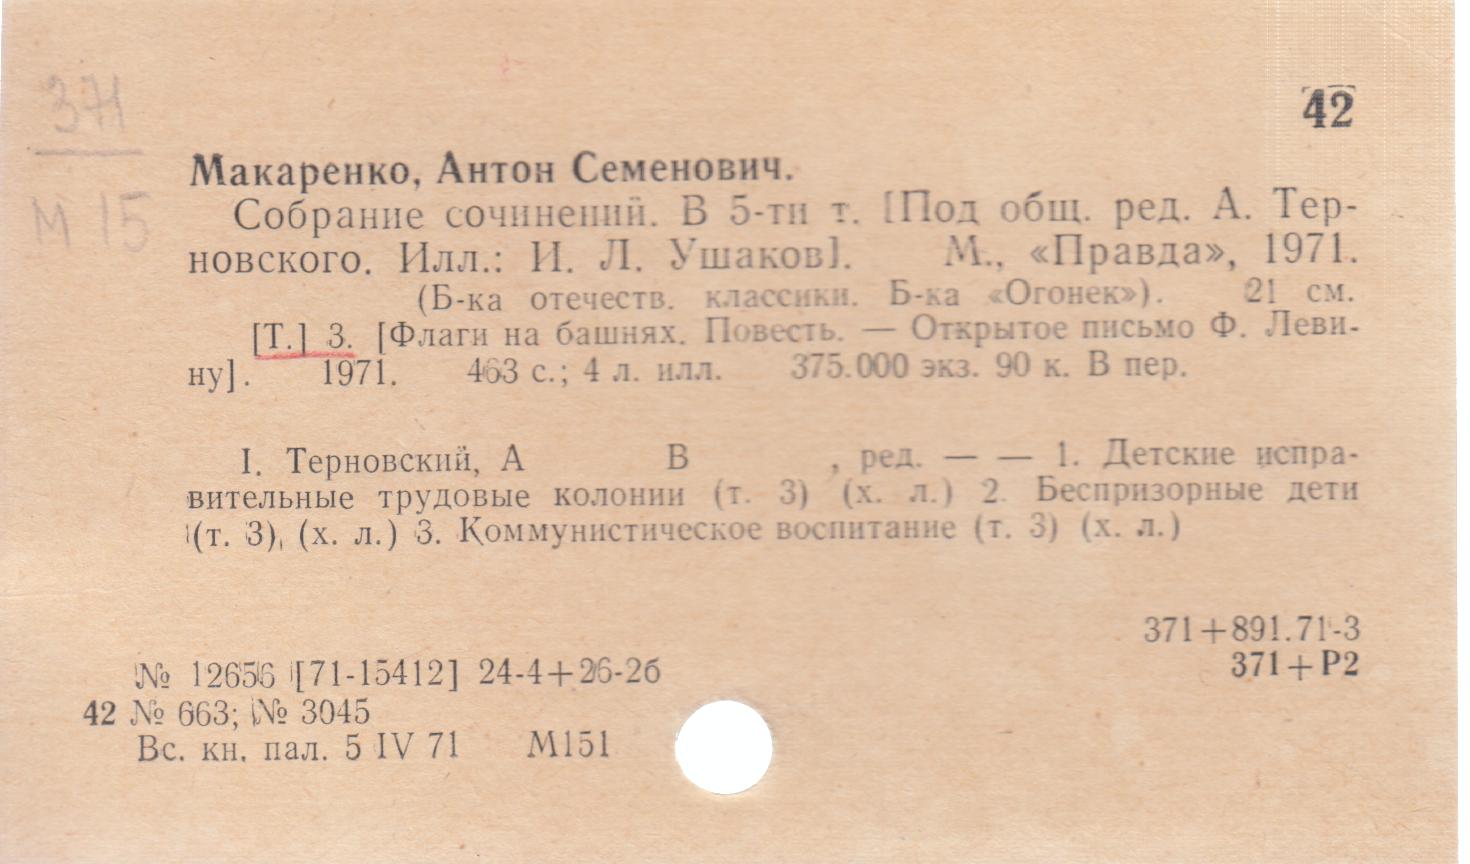 371
М 15
42
Макаренко, Антон Семенович.
Собрание сочинений. В 5-ти т. [Под общ. ред. А. Тер-
новского. Илл.: И. Л. Ушаков]. М., «Правда», 1971.
(Б-ка отечеств. классики. Б-ка «Огонек»). 21 см.
[Т.] 3. [Флаги на башнях. Повесть. — Открытое письмо Ф. Леви-
ну]. 1971. 463 с.; 4 л. илл. 375.000 экз. 90 к. В пер.
I. Терновский, А В , ред. — — 1. Детские испра-
вительные трудовые колонии (т. 3) (х. л.) 2. Беспризорные дети
(т. 3), (х. л.) 3. Коммунистическое воспитание (т. 3) (х. л.)
371+891.71-3
371+Р2
№ 12656 [71-15412] 24-4+26-2б
42 № 663; № 3045
Вс. кн. пал. 5 IV 71 М151